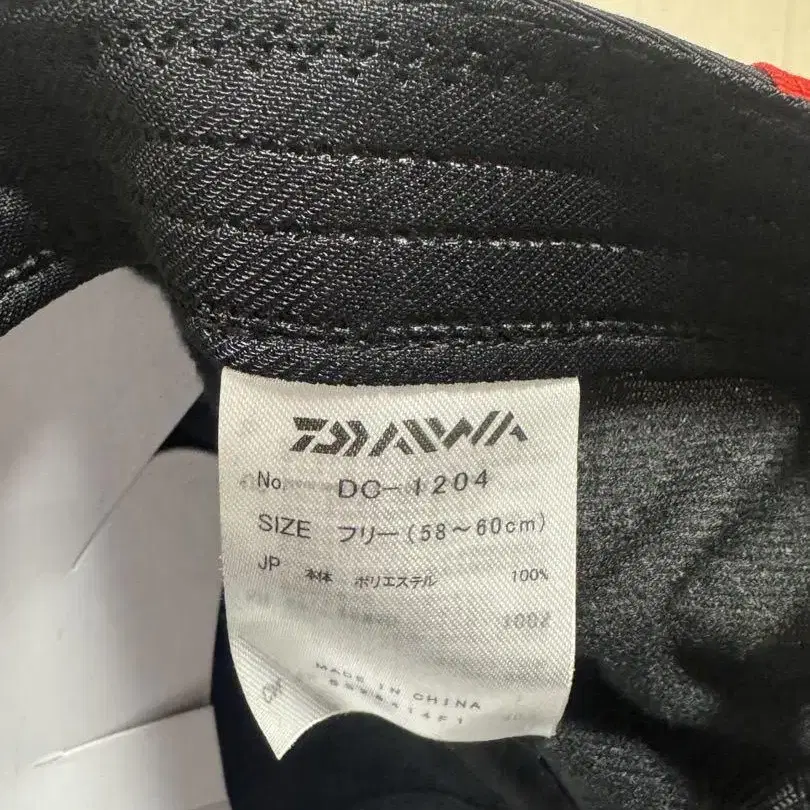 DAIWA
No. DC-1204
SIZE フリー(58～60cm)
JP 本体 ポリエステル 100%
MADE IN CHINA